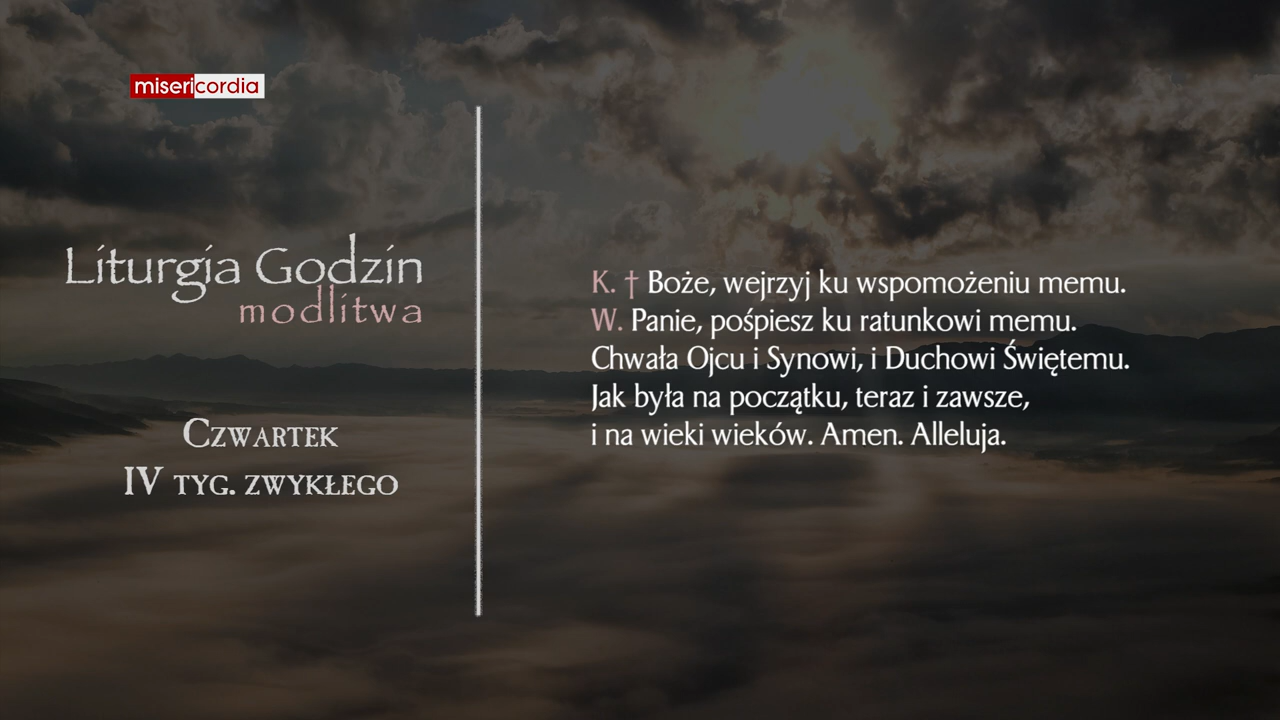 misericordia
Liturgia Godzin
modlitwa
Czwartek
IV tyg. zwykłego
K. † Boże, wejrzyj ku wspomożeniu memu.
W. Panie, pośpiesz ku ratunkowi memu.
Chwała Ojcu i Synowi, i Duchowi Świętemu.
Jak była na początku, teraz i zawsze,
i na wieki wieków. Amen. Alleluja.